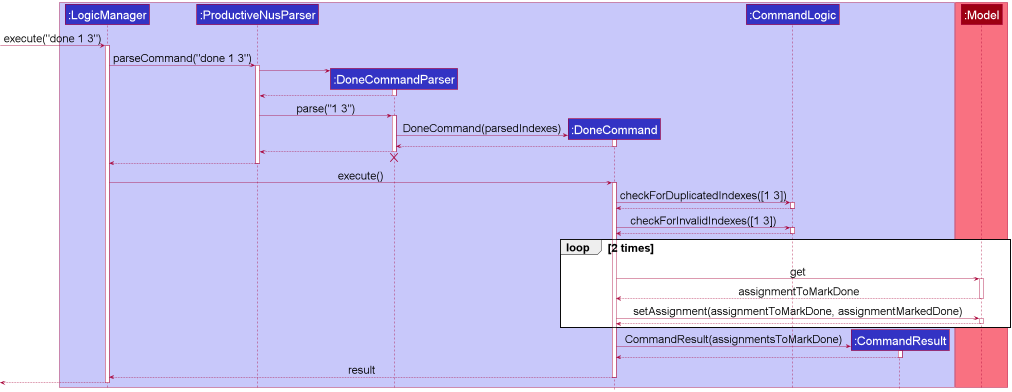 :LogicManager
:ProductiveNusParser
:CommandLogic
:Model
execute("done 1 3")
parseCommand("done 1 3")
:DoneCommandParser
parse("1 3")
DoneCommand(parsedIndexes)
:DoneCommand
execute()
checkForDuplicatedIndexes([1 3])
checkForInvalidIndexes([1 3])
loop
[2 times]
get
assignmentToMarkDone
setAssignment(assignmentToMarkDone, assignmentMarkedDone)
CommandResult(assignmentsToMarkDone)
:CommandResult
result